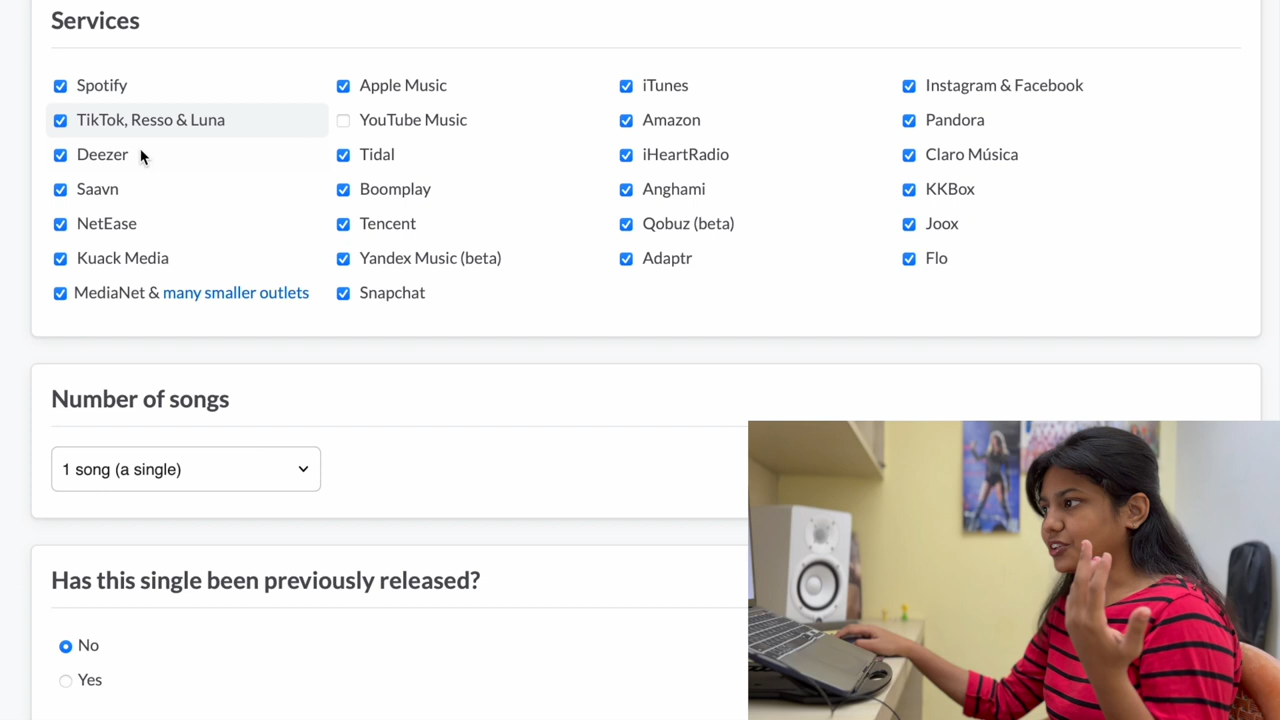 Services
Spotify
Apple Music
iTunes
Instagram & Facebook
TikTok, Resso & Luna
YouTube Music
Amazon
Pandora
Deezer
Tidal
iHeartRadio
Claro Música
Saavn
Boomplay
Anghami
KKBox
NetEase
Tencent
Qobuz (beta)
Joox
Kuack Media
Yandex Music (beta)
Adaptr
Flo
MediaNet & many smaller outlets
Snapchat
Number of songs
1 song (a single)
Has this single been previously released?
No
Yes